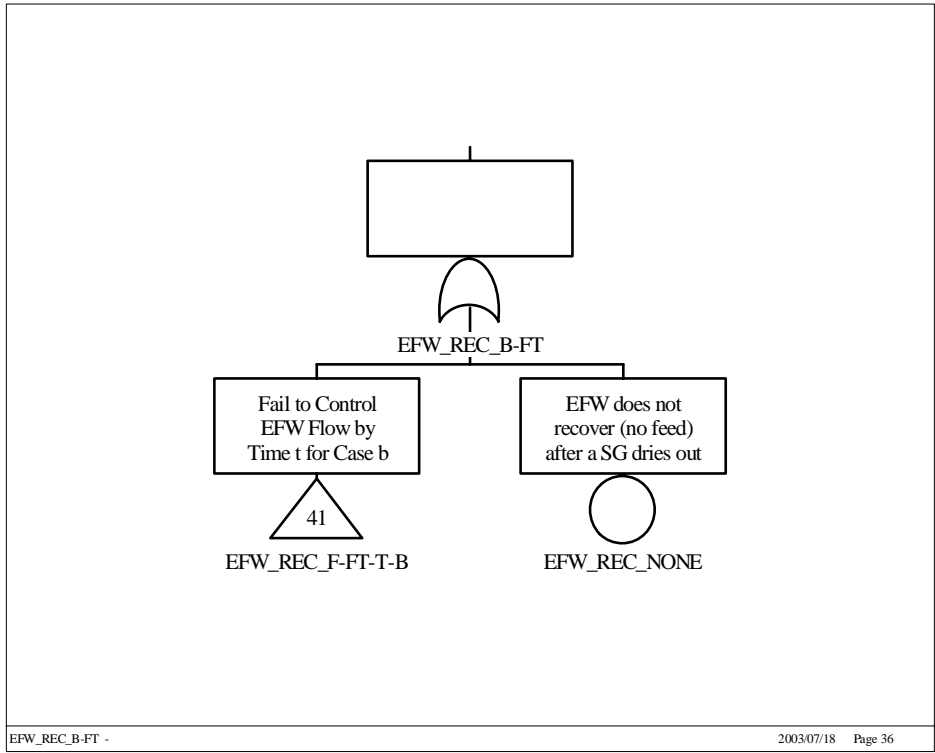 EFW_REC_B-FT
Fail to Control
EFW Flow by
Time t for Case b
EFW does not
recover (no feed)
after a SG dries out
41
EFW_REC_F-FT-T-B
EFW_REC_NONE
EFW_REC_B-FT -
2003/07/18 Page 36